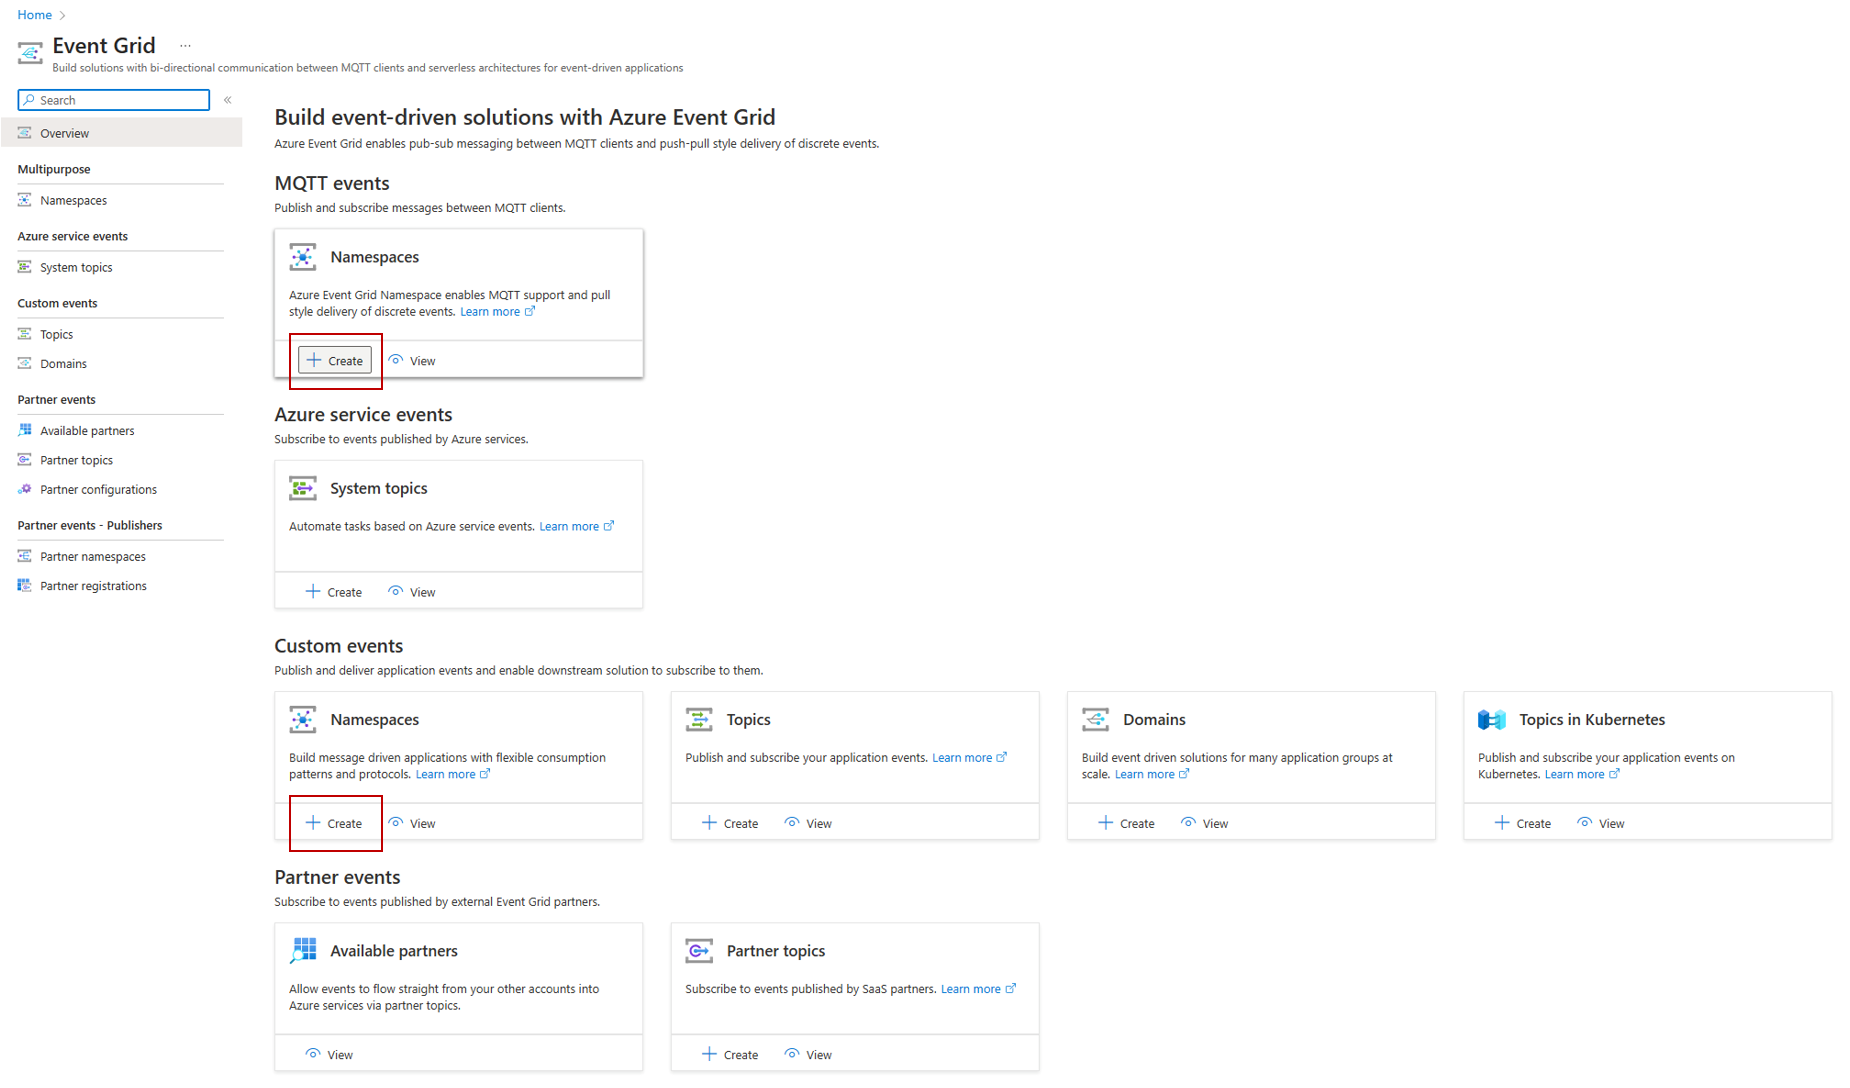 Home
Event Grid ...
Build solutions with bi-directional communication between MQTT clients and serverless architectures for event-driven applications
Search
«
Overview
Multipurpose
Namespaces
Azure service events
System topics
Custom events
Topics
Domains
Partner events
Available partners
Partner topics
Partner configurations
Partner events - Publishers
Partner namespaces
Partner registrations
Build event-driven solutions with Azure Event Grid
Azure Event Grid enables pub-sub messaging between MQTT clients and push-pull style delivery of discrete events.
MQTT events
Publish and subscribe messages between MQTT clients.
Namespaces
Azure Event Grid Namespace enables MQTT support and pull
style delivery of discrete events. Learn more
Create View
Azure service events
Subscribe to events published by Azure services.
System topics
Automate tasks based on Azure service events. Learn more
Create View
Custom events
Publish and deliver application events and enable downstream solution to subscribe to them.
Namespaces
Build message driven applications with flexible consumption
patterns and protocols. Learn more
Create View
Topics
Publish and subscribe your application events. Learn more
Create View
Domains
Build event driven solutions for many application groups at
scale. Learn more
Create View
Topics in Kubernetes
Publish and subscribe your application events on
Kubernetes. Learn more
Create View
Partner events
Subscribe to events published by external Event Grid partners.
Available partners
Allow events to flow straight from your other accounts into
Azure services via partner topics.
View
Partner topics
Subscribe to events published by SaaS partners. Learn more
Create View